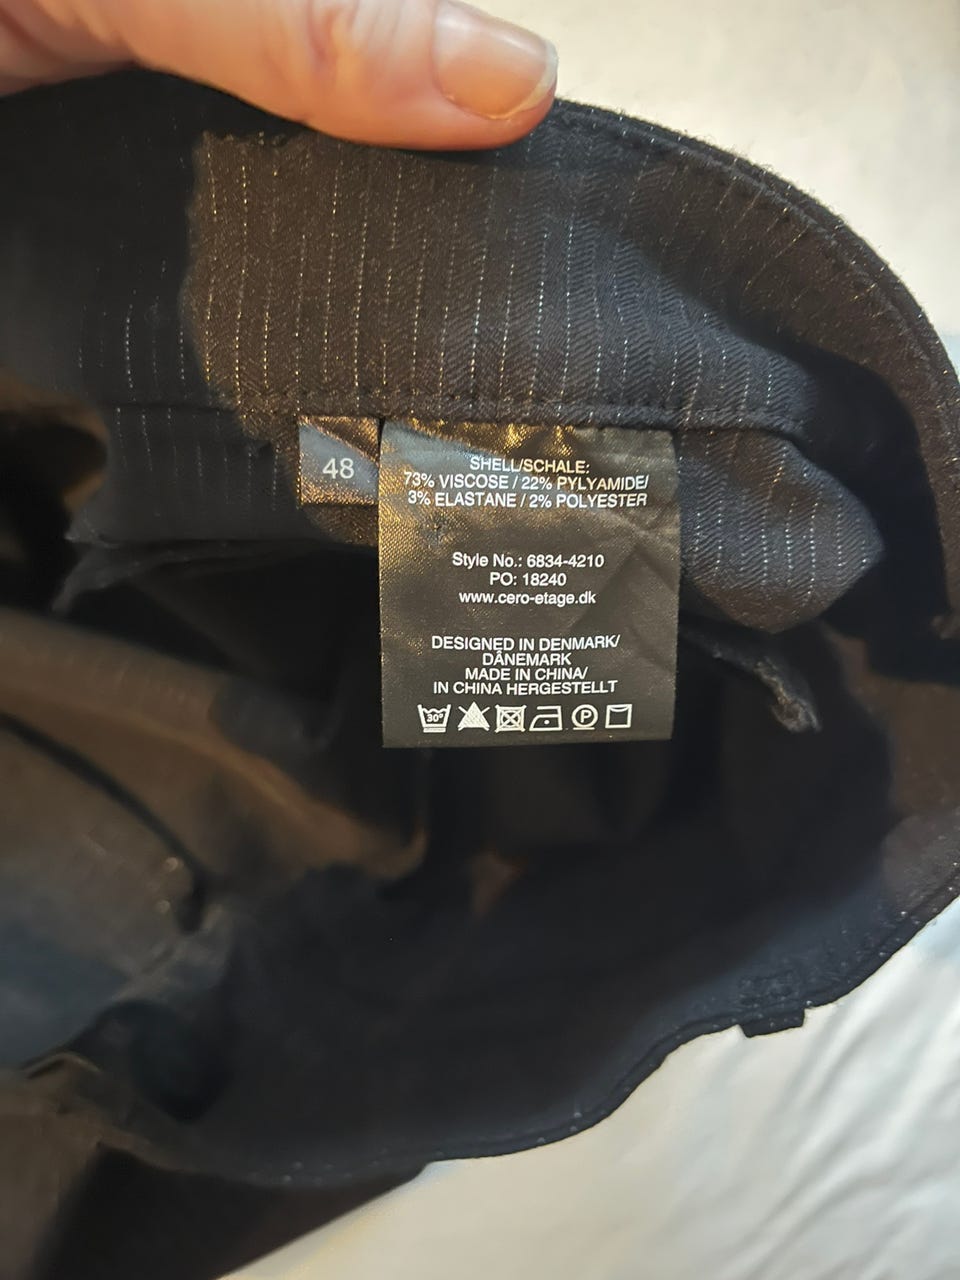 48
SHELL/SCHALE:
73% VISCOSE / 22% PYLYAMIDE/
3% ELASTANE / 2% POLYESTER
Style No.: 6834-4210
PO: 18240
www.cero-etage.dk
DESIGNED IN DENMARK/
DÄNEMARK
MADE IN CHINA/
IN CHINA HERGESTELLT
30°
P